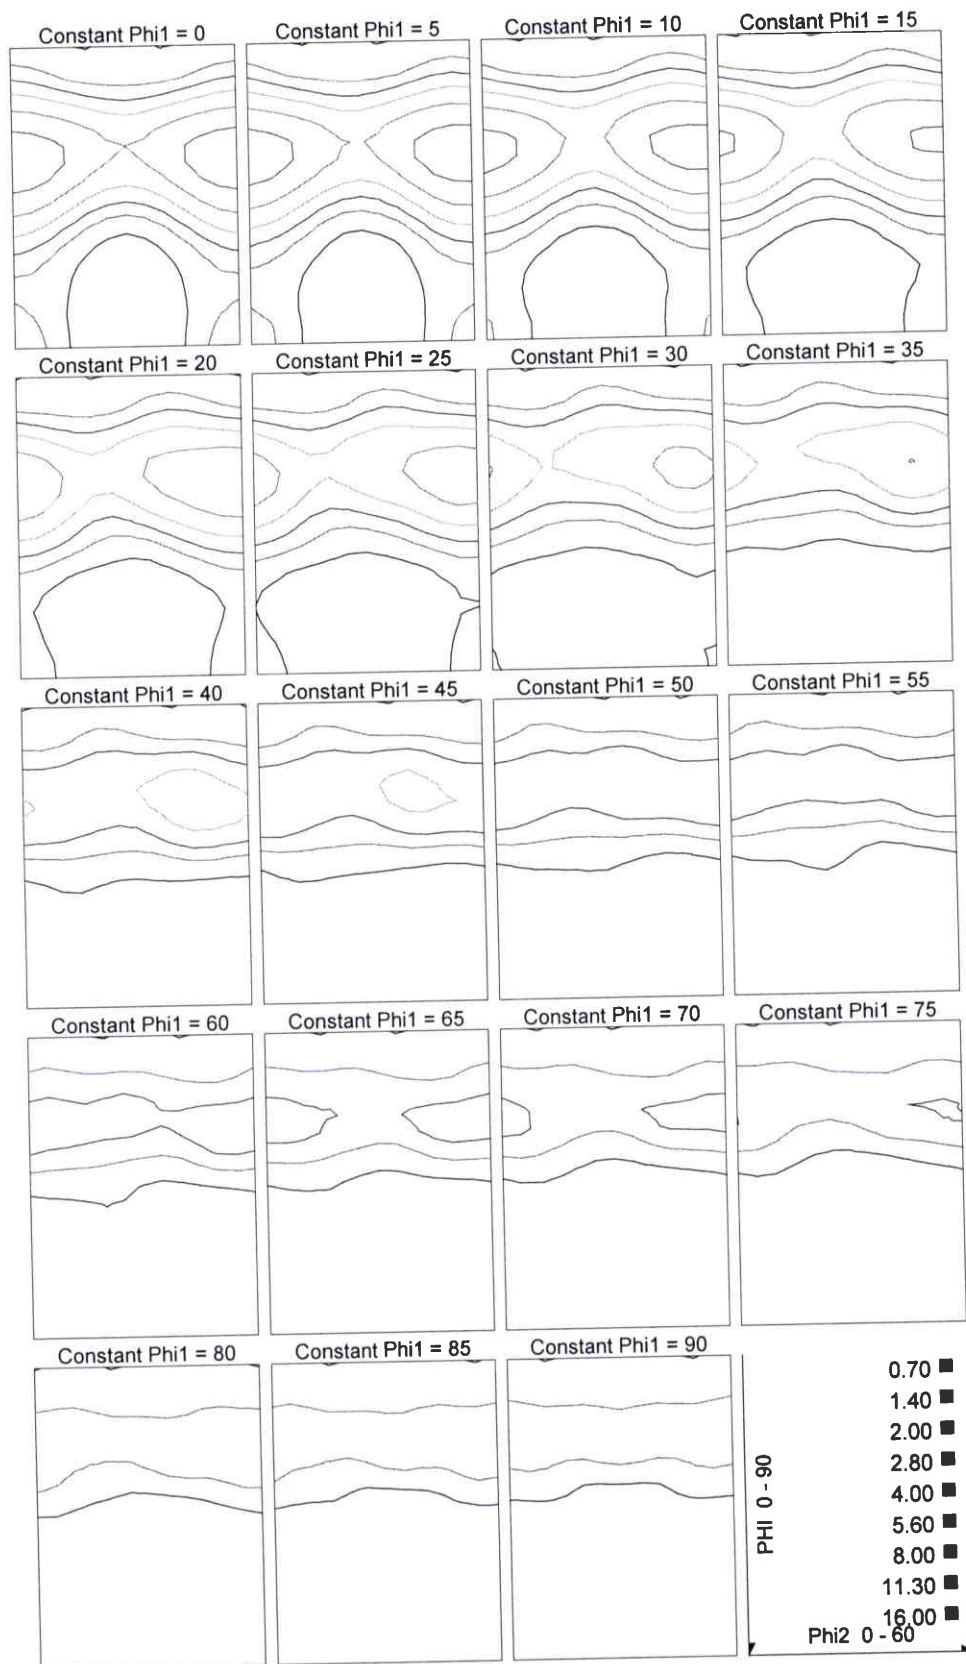 Constant Phi1 = 0
Constant Phi1 = 5
Constant Phi1 = 10
Constant Phi1 = 15
Constant Phi1 = 20
Constant Phi1 = 25
Constant Phi1 = 30
Constant Phi1 = 35
Constant Phi1 = 40
Constant Phi1 = 45
Constant Phi1 = 50
Constant Phi1 = 55
Constant Phi1 = 60
Constant Phi1 = 65
Constant Phi1 = 70
Constant Phi1 = 75
Constant Phi1 = 80
Constant Phi1 = 85
Constant Phi1 = 90
PHI 0 - 90
0.70
1.40
2.00
2.80
4.00
5.60
8.00
11.30
16.00
Phi2 0 - 60